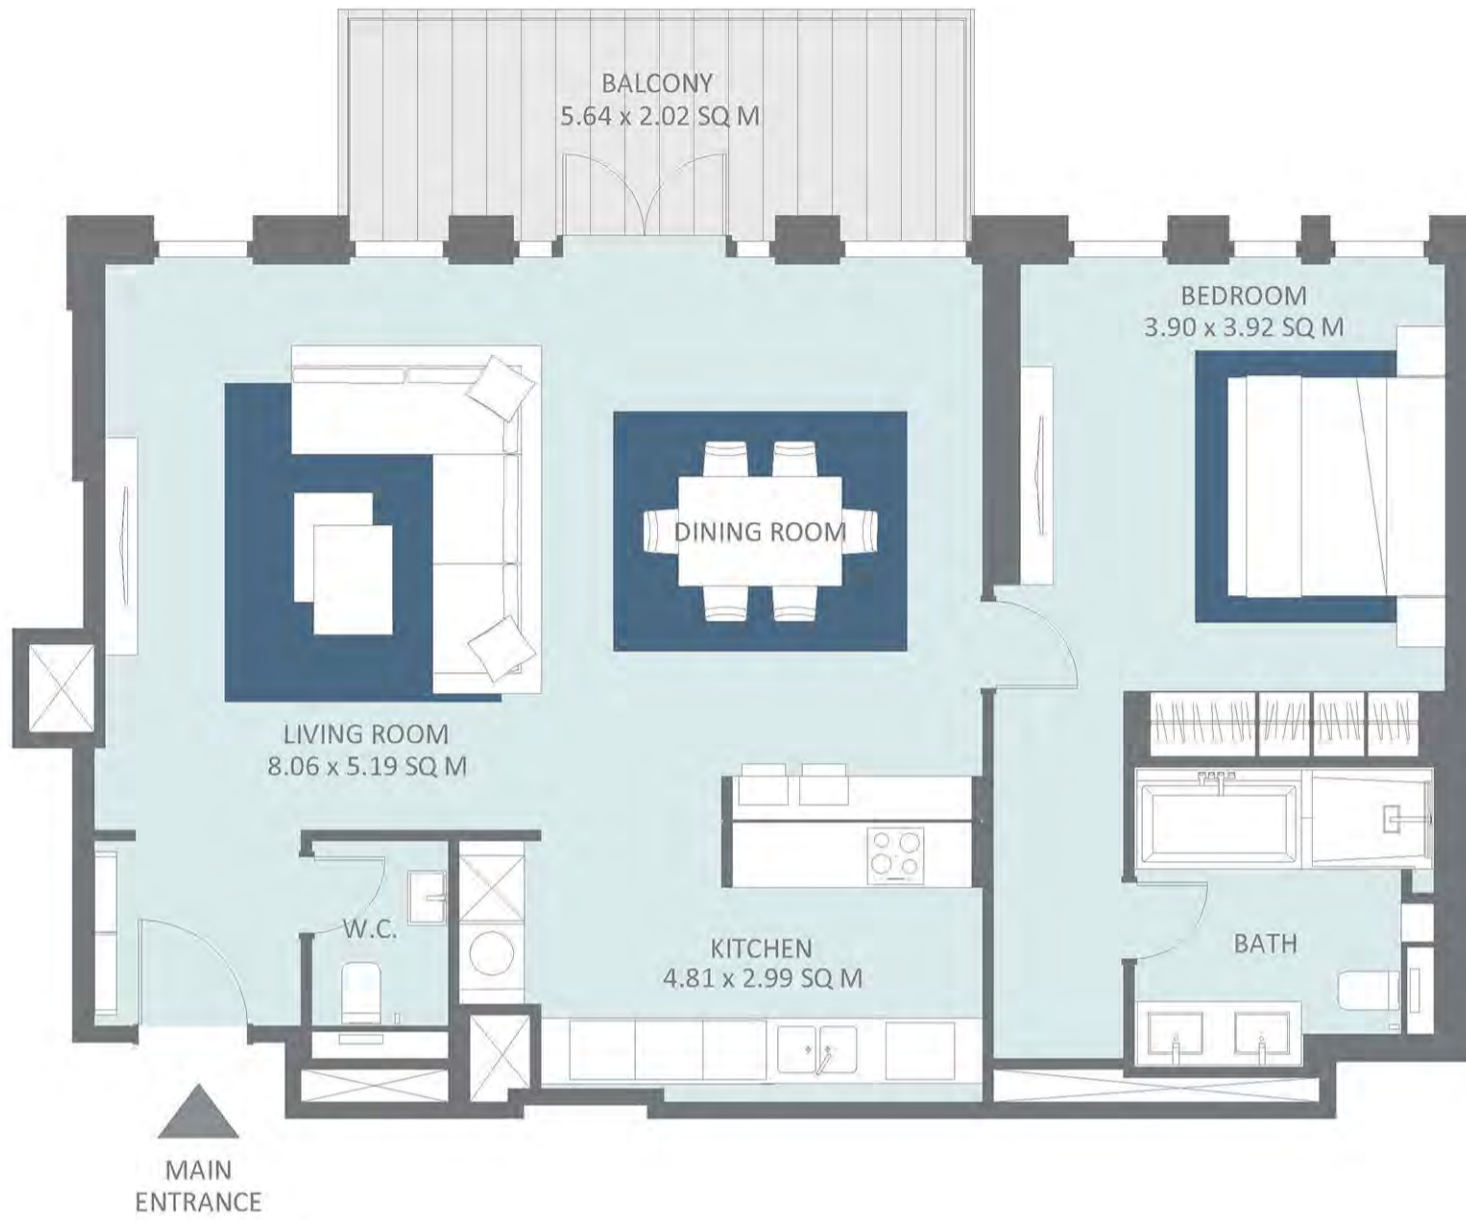 BALCONY
5.64 x 2.02 SQ M
BEDROOM
3.90 x 3.92 SQ M
DINING ROOM
LIVING ROOM
8.06 x 5.19 SQ M
W.C.
KITCHEN
4.81 x 2.99 SQ M
BATH
MAIN
ENTRANCE